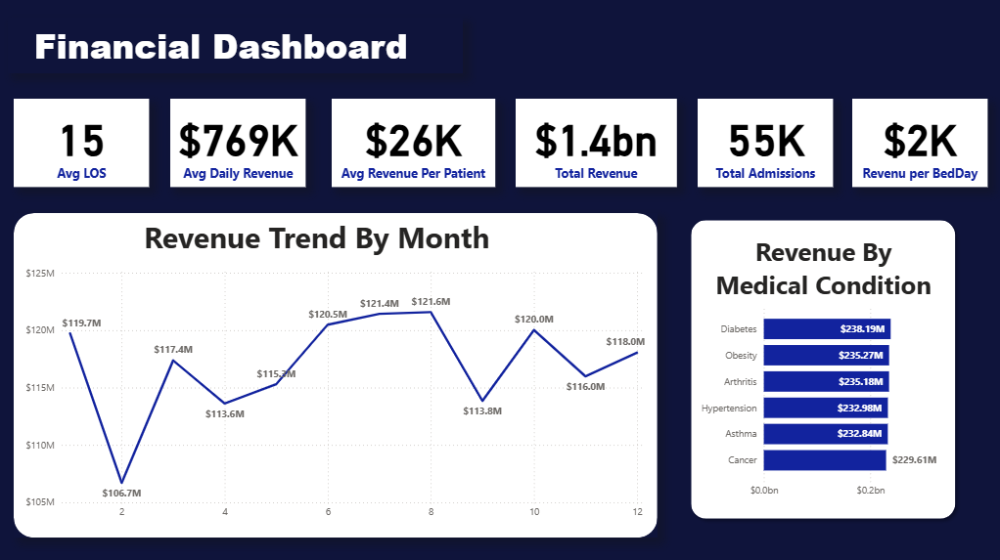 Financial Dashboard
15
Avg LOS
$769K
Avg Daily Revenue
$26K
Avg Revenue Per Patient
$1.4bn
Total Revenue
55K
Total Admissions
$2K
Revenu per BedDay
Revenue Trend By Month
$125M
$120M
$115M
$110M
$105M
$119.7M
$106.7M
$117.4M
$113.6M
$120.5M
$121.4M
$121.6M
$113.8M
$120.0M
$116.0M
$118.0M
2
4
6
8
10
12
Revenue By
Medical Condition
Diabetes $238.19M
Obesity $235.27M
Arthritis $235.18M
Hypertension $232.98M
Asthma $232.84M
Cancer $229.61M
$0.0bn
$0.2bn